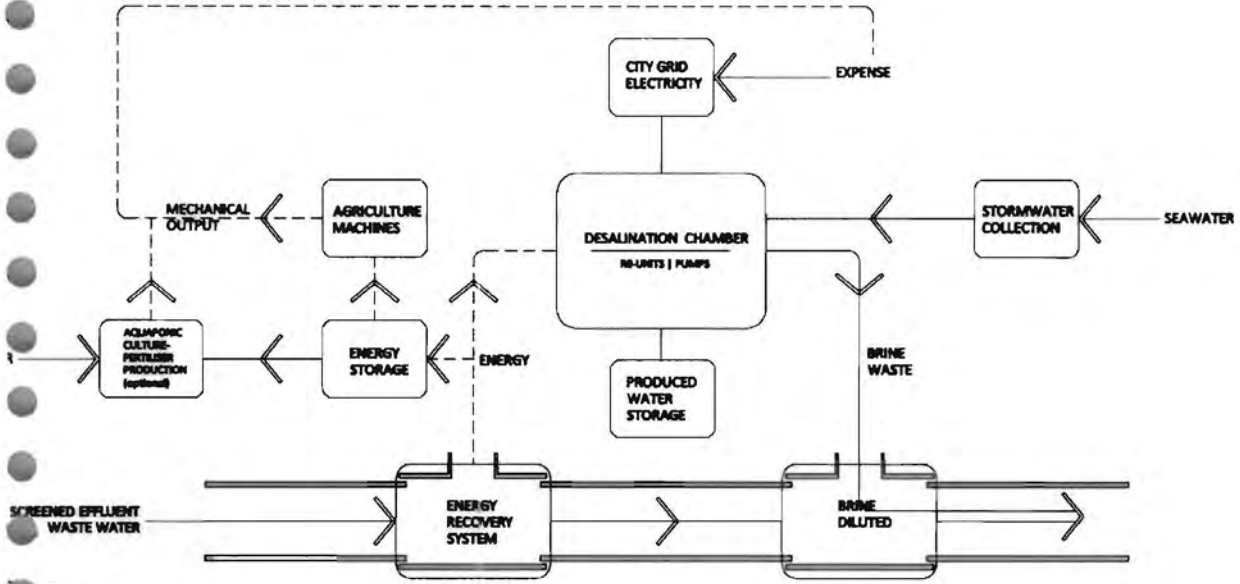 CITY GRID
ELECTRICITY
EXPENSE
MECHANICAL
OUTPUT
AGRICULTURE
MACHINES
DESALINATION CHAMBER
RO-UNITS | PUMPS
STORMWATER
COLLECTION
SEAWATER
R
AQUAPONIC
CULTURE-
FERTILISER
PRODUCTION
(optional)
ENERGY
STORAGE
ENERGY
PRODUCED
WATER
STORAGE
BRINE
WASTE
SCREENED EFFLUENT
WASTE WATER
ENERGY
RECOVERY
SYSTEM
BRINE
DILUTED